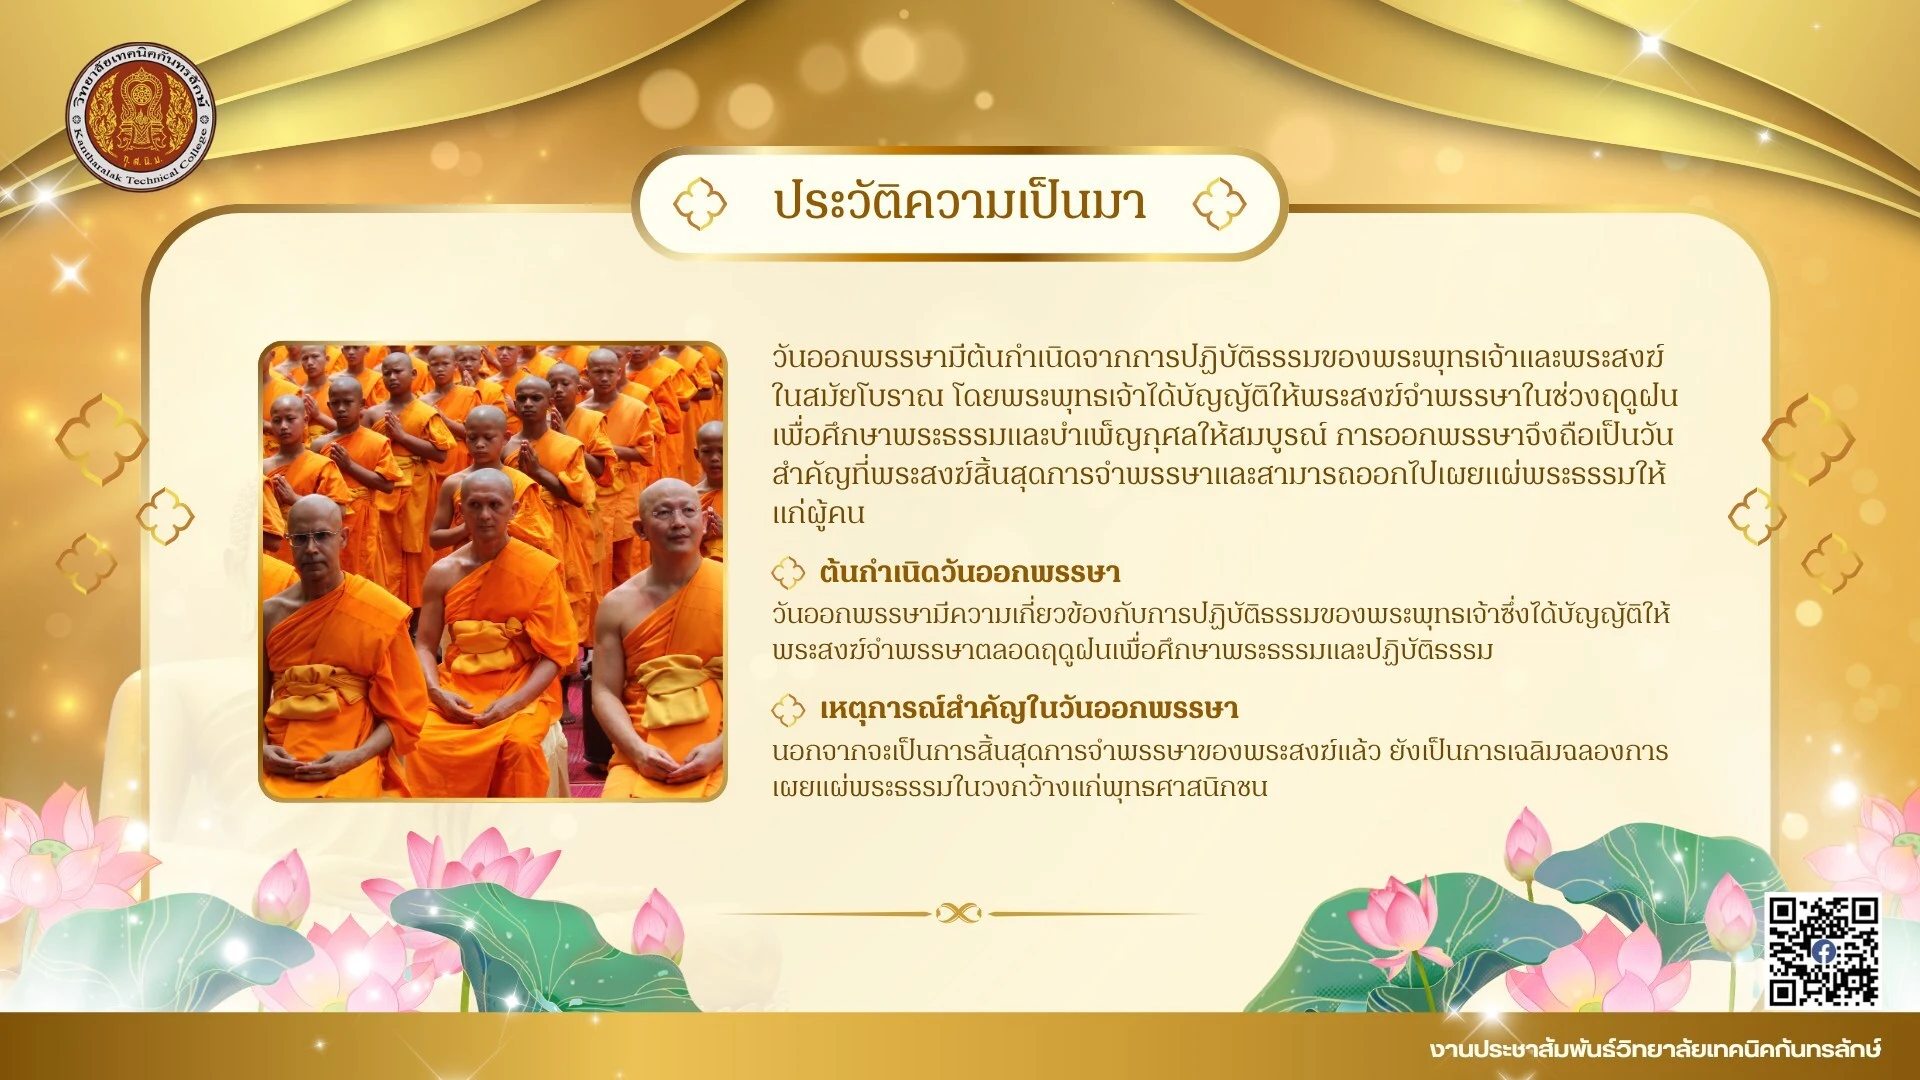 วิทยาลัยเทคนิคกันทรลักษ์
ก.ศ.น.ม.
Kantharalak Technical College
ประวัติความเป็นมา
วันออกพรรษามีต้นกำเนิดจากการปฏิบัติธรรมของพระพุทธเจ้าและพระสงฆ์
ในสมัยโบราณ โดยพระพุทธเจ้าได้บัญญัติให้พระสงฆ์จำพรรษาในช่วงฤดูฝน
เพื่อศึกษาพระธรรมและบำเพ็ญกุศลให้สมบูรณ์ การออกพรรษาจึงถือเป็นวัน
สำคัญที่พระสงฆ์สิ้นสุดการจำพรรษาและสามารถออกไปเผยแผ่พระธรรมให้
แก่ผู้คน
ต้นกำเนิดวันออกพรรษา
วันออกพรรษามีความเกี่ยวข้องกับการปฏิบัติธรรมของพระพุทธเจ้าซึ่งได้บัญญัติให้
พระสงฆ์จำพรรษาตลอดฤดูฝนเพื่อศึกษาพระธรรมและปฏิบัติธรรม
เหตุการณ์สำคัญในวันออกพรรษา
นอกจากจะเป็นการสิ้นสุดการจำพรรษาของพระสงฆ์แล้ว ยังเป็นการเฉลิมฉลองการ
เผยแผ่พระธรรมในวงกว้างแก่พุทธศาสนิกชน
งานประชาสัมพันธ์วิทยาลัยเทคนิคกันทรลักษ์